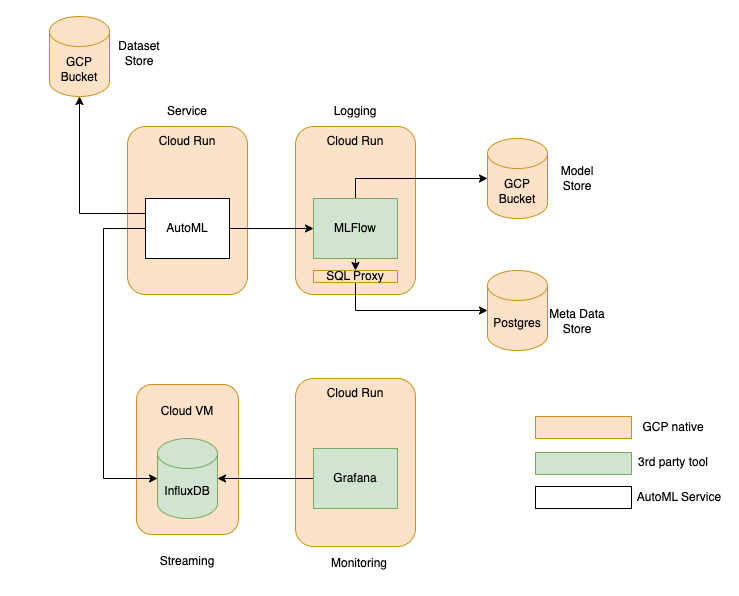 GCP
Bucket
Dataset
Store
Service
Logging
Cloud Run
Cloud Run
AutoML
MLFlow
SQL Proxy
GCP
Bucket
Model
Store
Postgres
Meta Data
Store
Cloud VM
InfluxDB
Streaming
Cloud Run
Grafana
Monitoring
GCP native
3rd party tool
AutoML Service